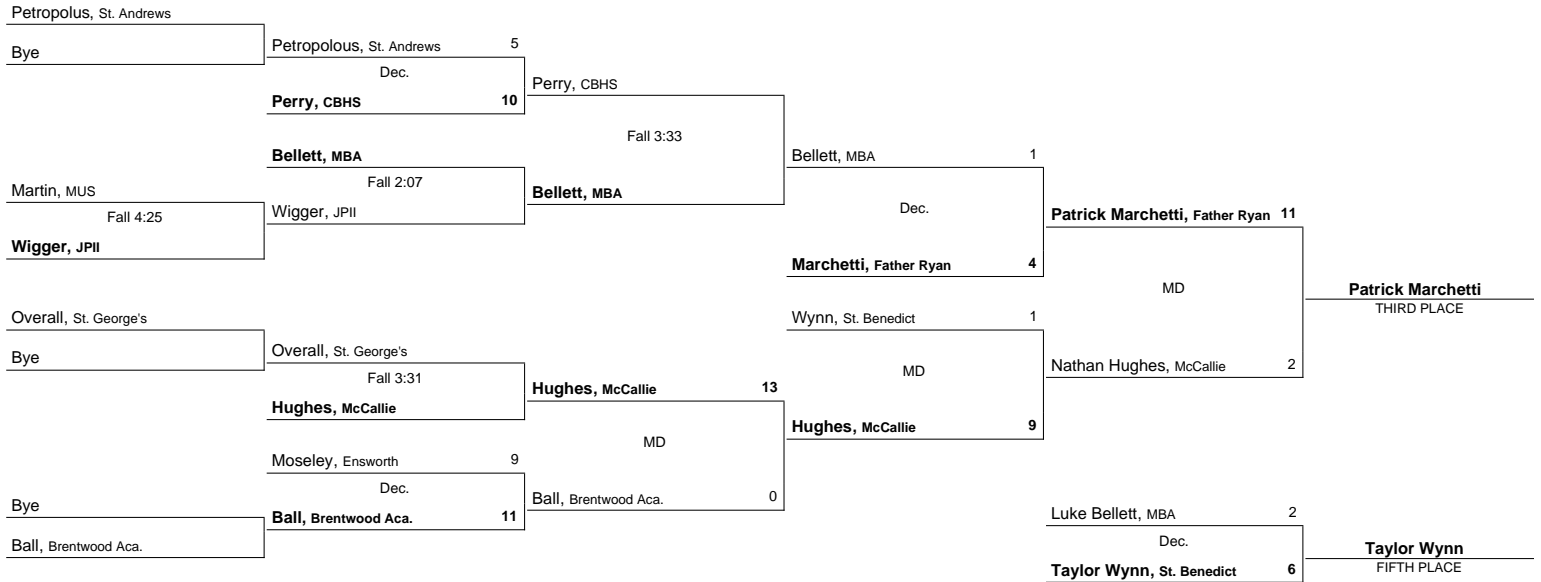 Petropolus, St. Andrews
Bye
Petropolous, St. Andrews 5
Dec.
Perry, CBHS 10
Perry, CBHS
Fall 3:33
Bellett, MBA
Bellett, MBA
Fall 2:07
Wigger, JPII
Martin, MUS
Fall 4:25
Wigger, JPII
Bellett, MBA 1
Dec.
Marchetti, Father Ryan 4
Patrick Marchetti, Father Ryan 11
MD
Nathan Hughes, McCallie 2
Patrick Marchetti
THIRD PLACE
Overall, St. George's
Bye
Overall, St. George's
Fall 3:31
Hughes, McCallie
Hughes, McCallie 13
MD
Ball, Brentwood Aca. 0
Wynn, St. Benedict 1
MD
Hughes, McCallie 9
Moseley, Ensworth 9
Dec.
Ball, Brentwood Aca. 11
Bye
Ball, Brentwood Aca.
Luke Bellett, MBA 2
Dec.
Taylor Wynn, St. Benedict 6
Taylor Wynn
FIFTH PLACE